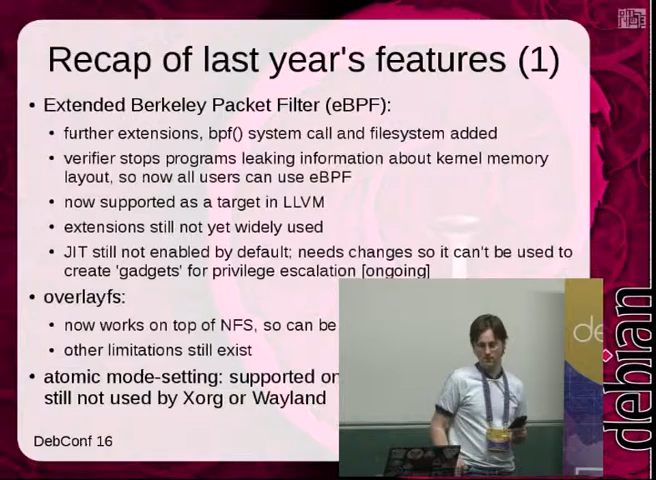 Recap of last year's features (1)
• Extended Berkeley Packet Filter (eBPF):
• further extensions, bpf() system call and filesystem added
• verifier stops programs leaking information about kernel memory
layout, so now all users can use eBPF
• now supported as a target in LLVM
• extensions still not yet widely used
• JIT still not enabled by default; needs changes so it can't be used to
create 'gadgets' for privilege escalation [ongoing]
• overlayfs:
• now works on top of NFS, so can be
• other limitations still exist
• atomic mode-setting: supported on
still not used by Xorg or Wayland
DebConf 16
de
debian